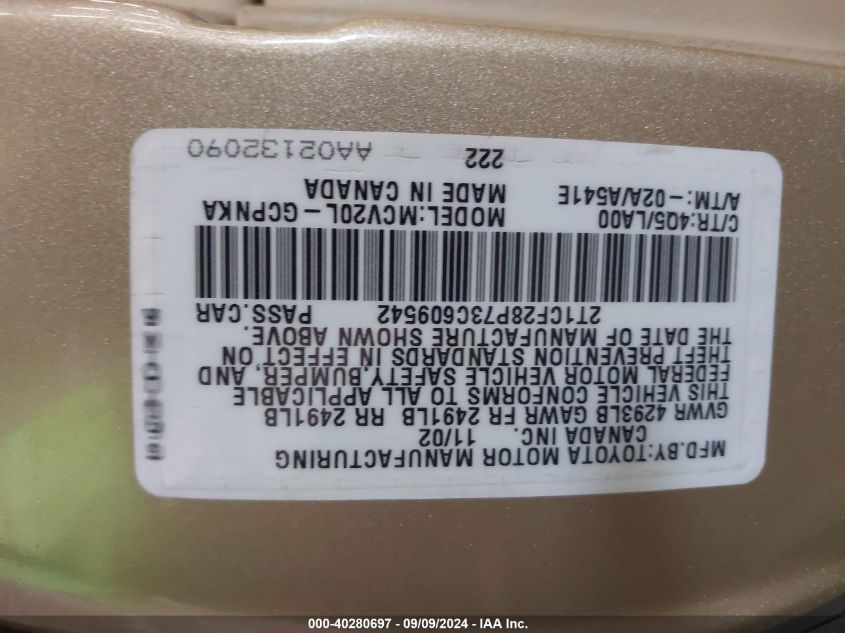 MFD.BY:TOYOTA MOTOR MANUFACTURING
CANADA INC. 11/02
GVWR 4293LB GAWR FR 2491LB RR 2491LB
THIS VEHICLE CONFORMS TO ALL APPLICABLE
FEDERAL MOTOR VEHICLE SAFETY,BUMPER, AND
THEFT PREVENTION STANDARDS IN EFFECT ON
THE DATE OF MANUFACTURE SHOWN ABOVE.
2T1CF28P73C609542 PASS.CAR
C/TR:4Q5/LA00 MODEL:MCV20L-GCPNKA
A/TM:-02A/A541E MADE IN CANADA
222 AA02132090
000-40280697 - 09/09/2024 - IAA Inc.